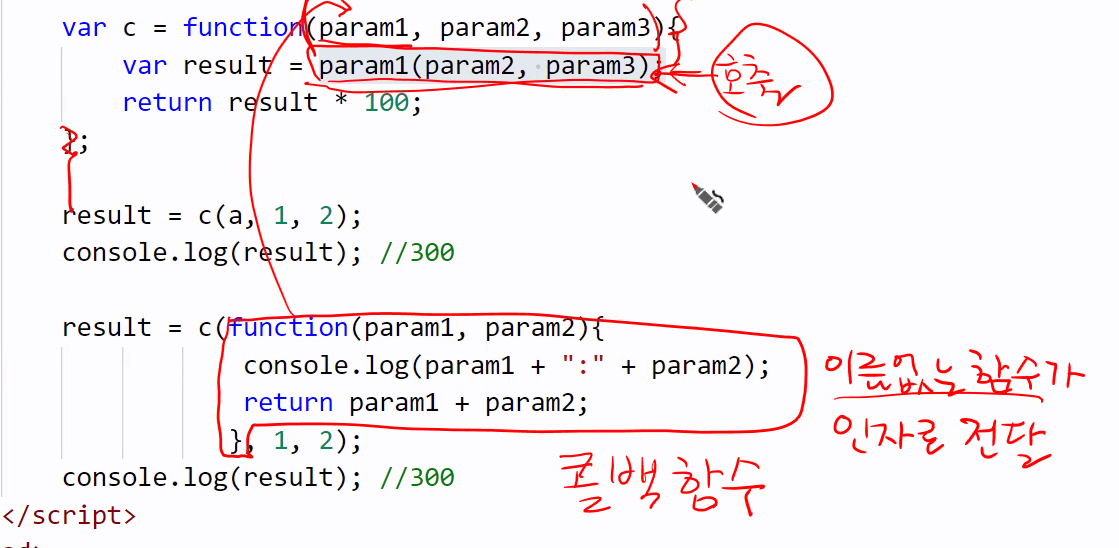 var c = function(param1, param2, param3){
var result = param1(param2, param3);
호출
return result * 100;
};
result = c(a, 1, 2);
console.log(result); //300
result = c(function(param1, param2){
console.log(param1 + ":" + param2);
return param1 + param2;
}, 1, 2);
이름없는 함수가
인자로 전달
콜백함수
console.log(result); //300
</script>